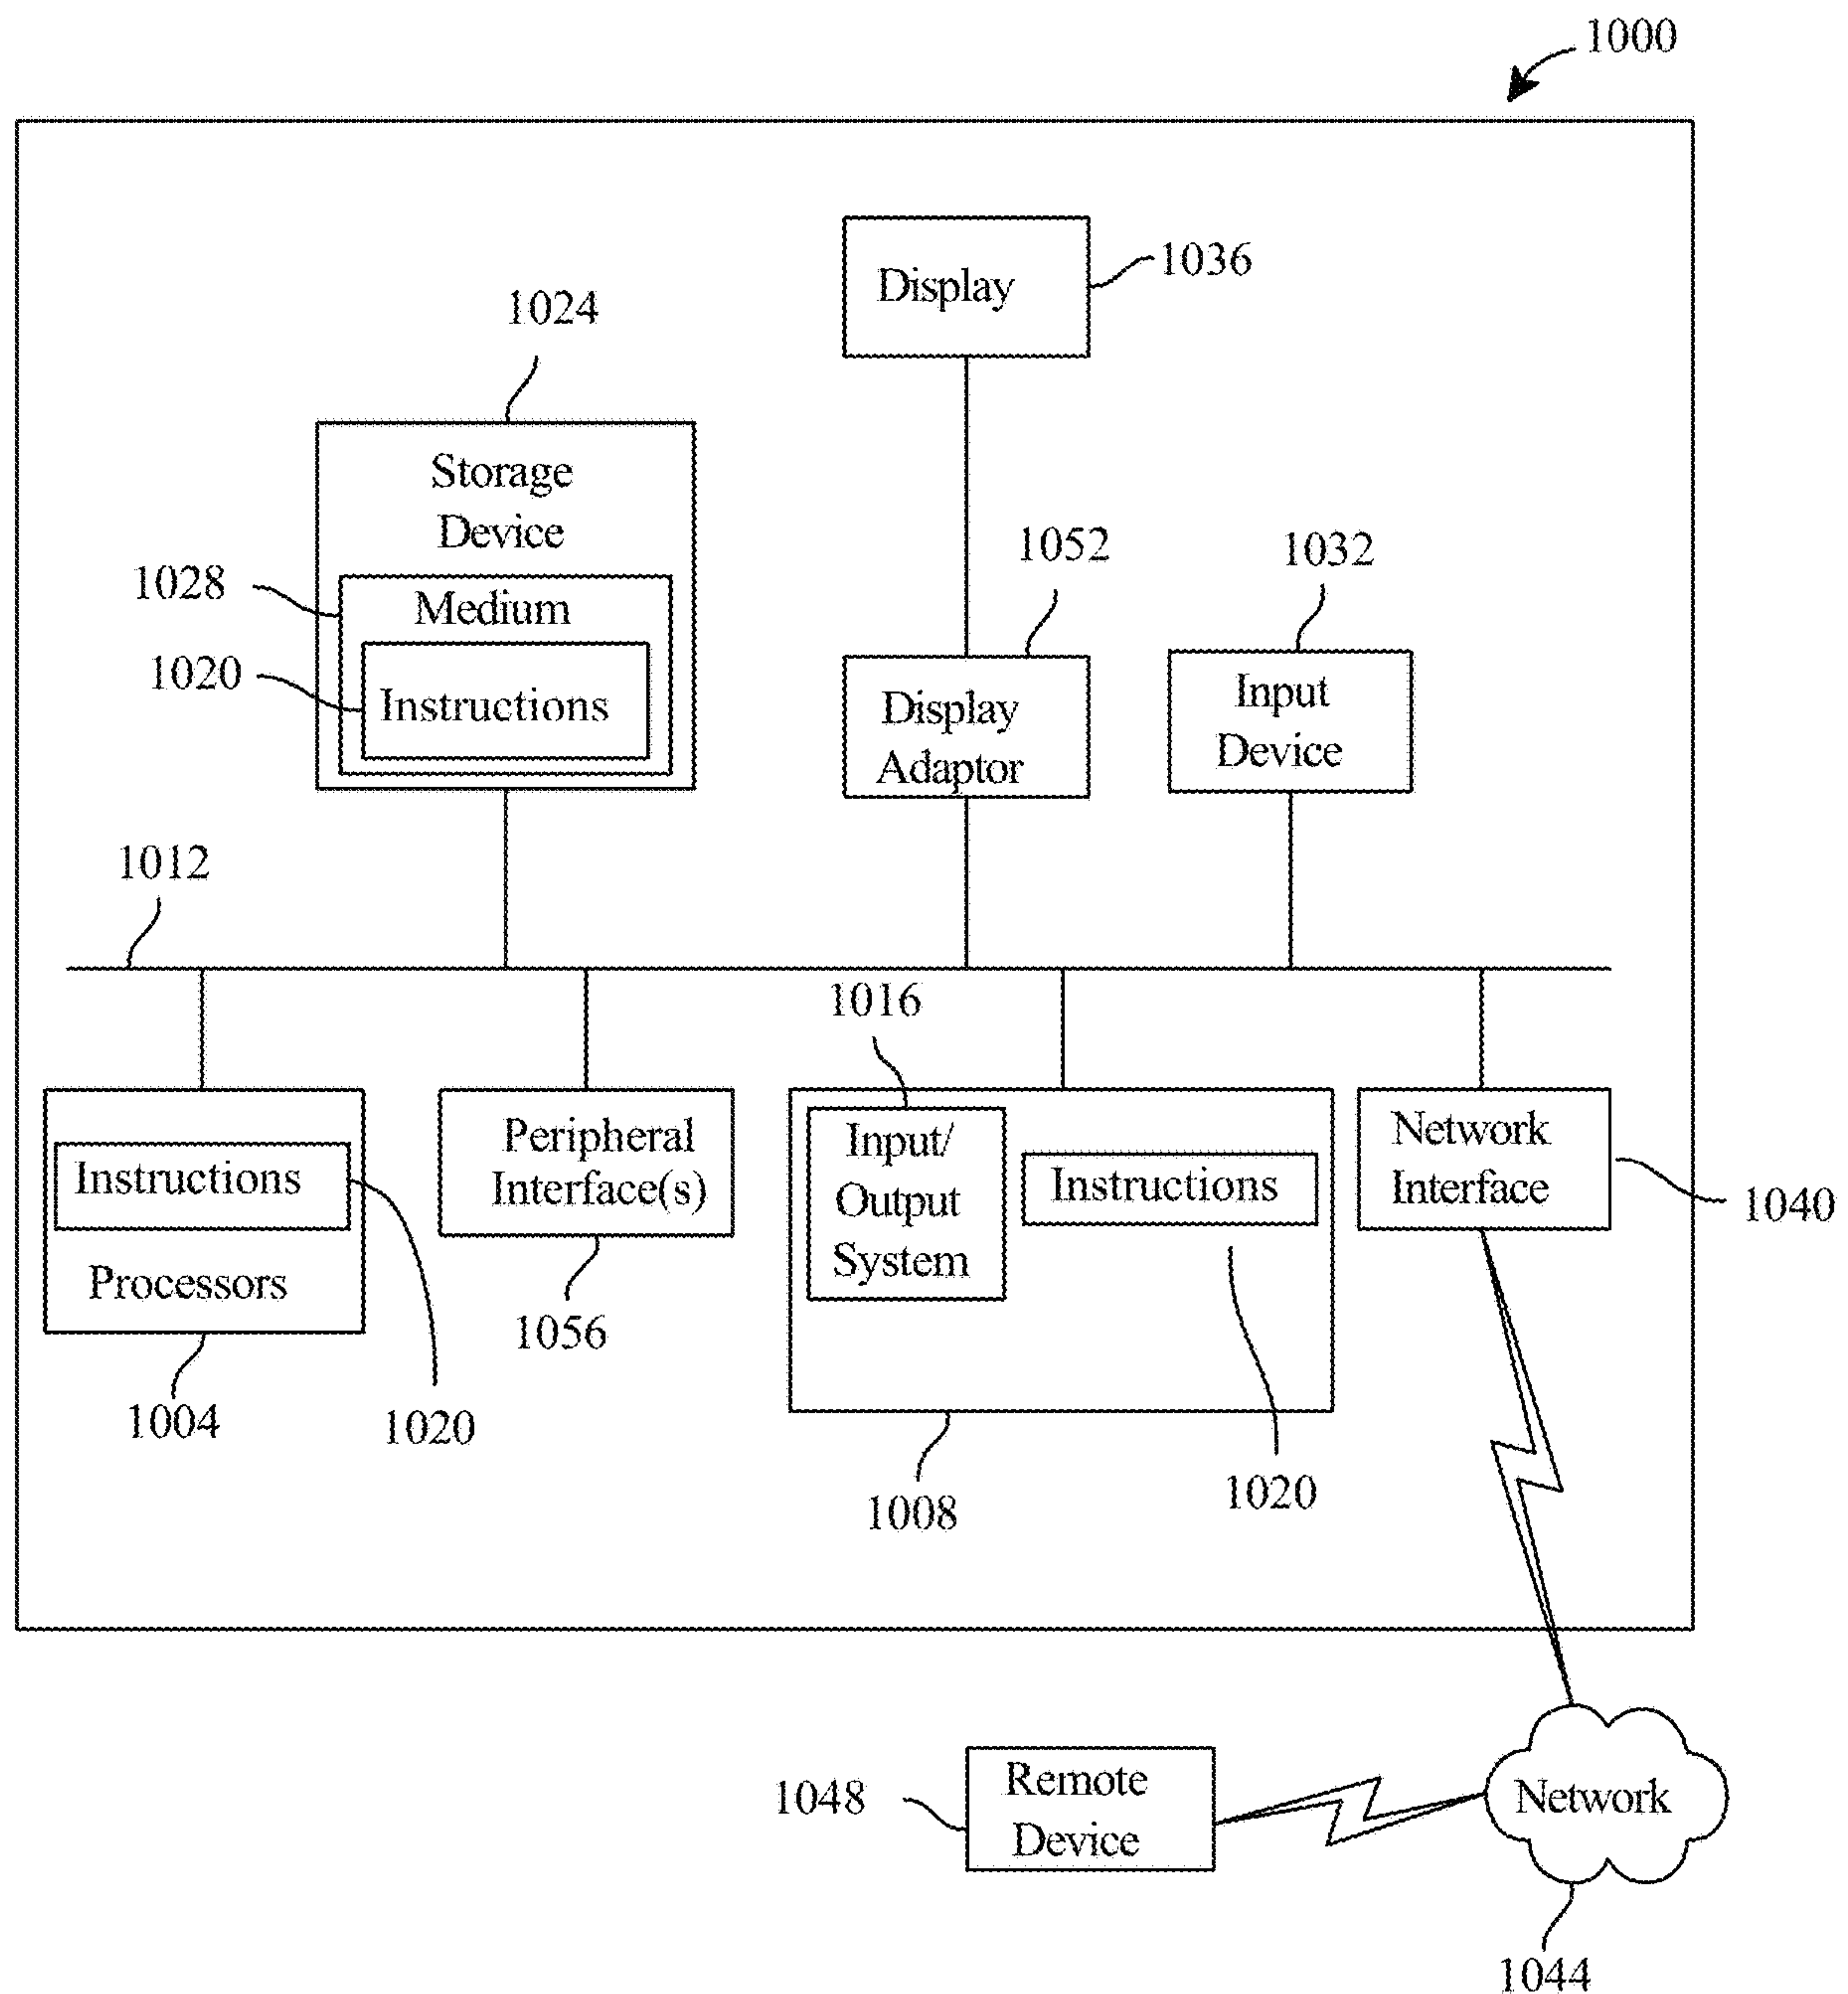 1000
Display
1036
1024
Storage
Device
1028
Medium
1020
Instructions
1052
Display
Adaptor
1032
Input
Device
1012
1016
Instructions
Processors
1004
1020
Peripheral
Interface(s)
1056
Input/
Output
System
Instructions
1008
1020
Network
Interface
1040
1048
Remote
Device
Network
1044